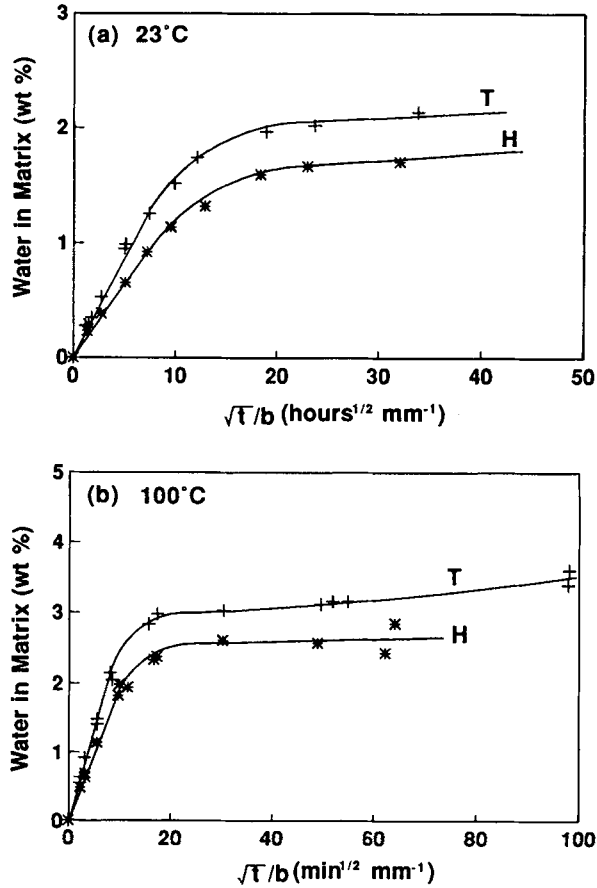 (a) 23°C
Water in Matrix (wt %)
3
2
1
0
T
H
0 10 20 30 40 50
√t/b (hours¹/² mm⁻¹)
(b) 100°C
Water in Matrix (wt %)
5
4
3
2
1
0
T
H
0 20 40 60 80 100
√t/b (min¹/² mm⁻¹)